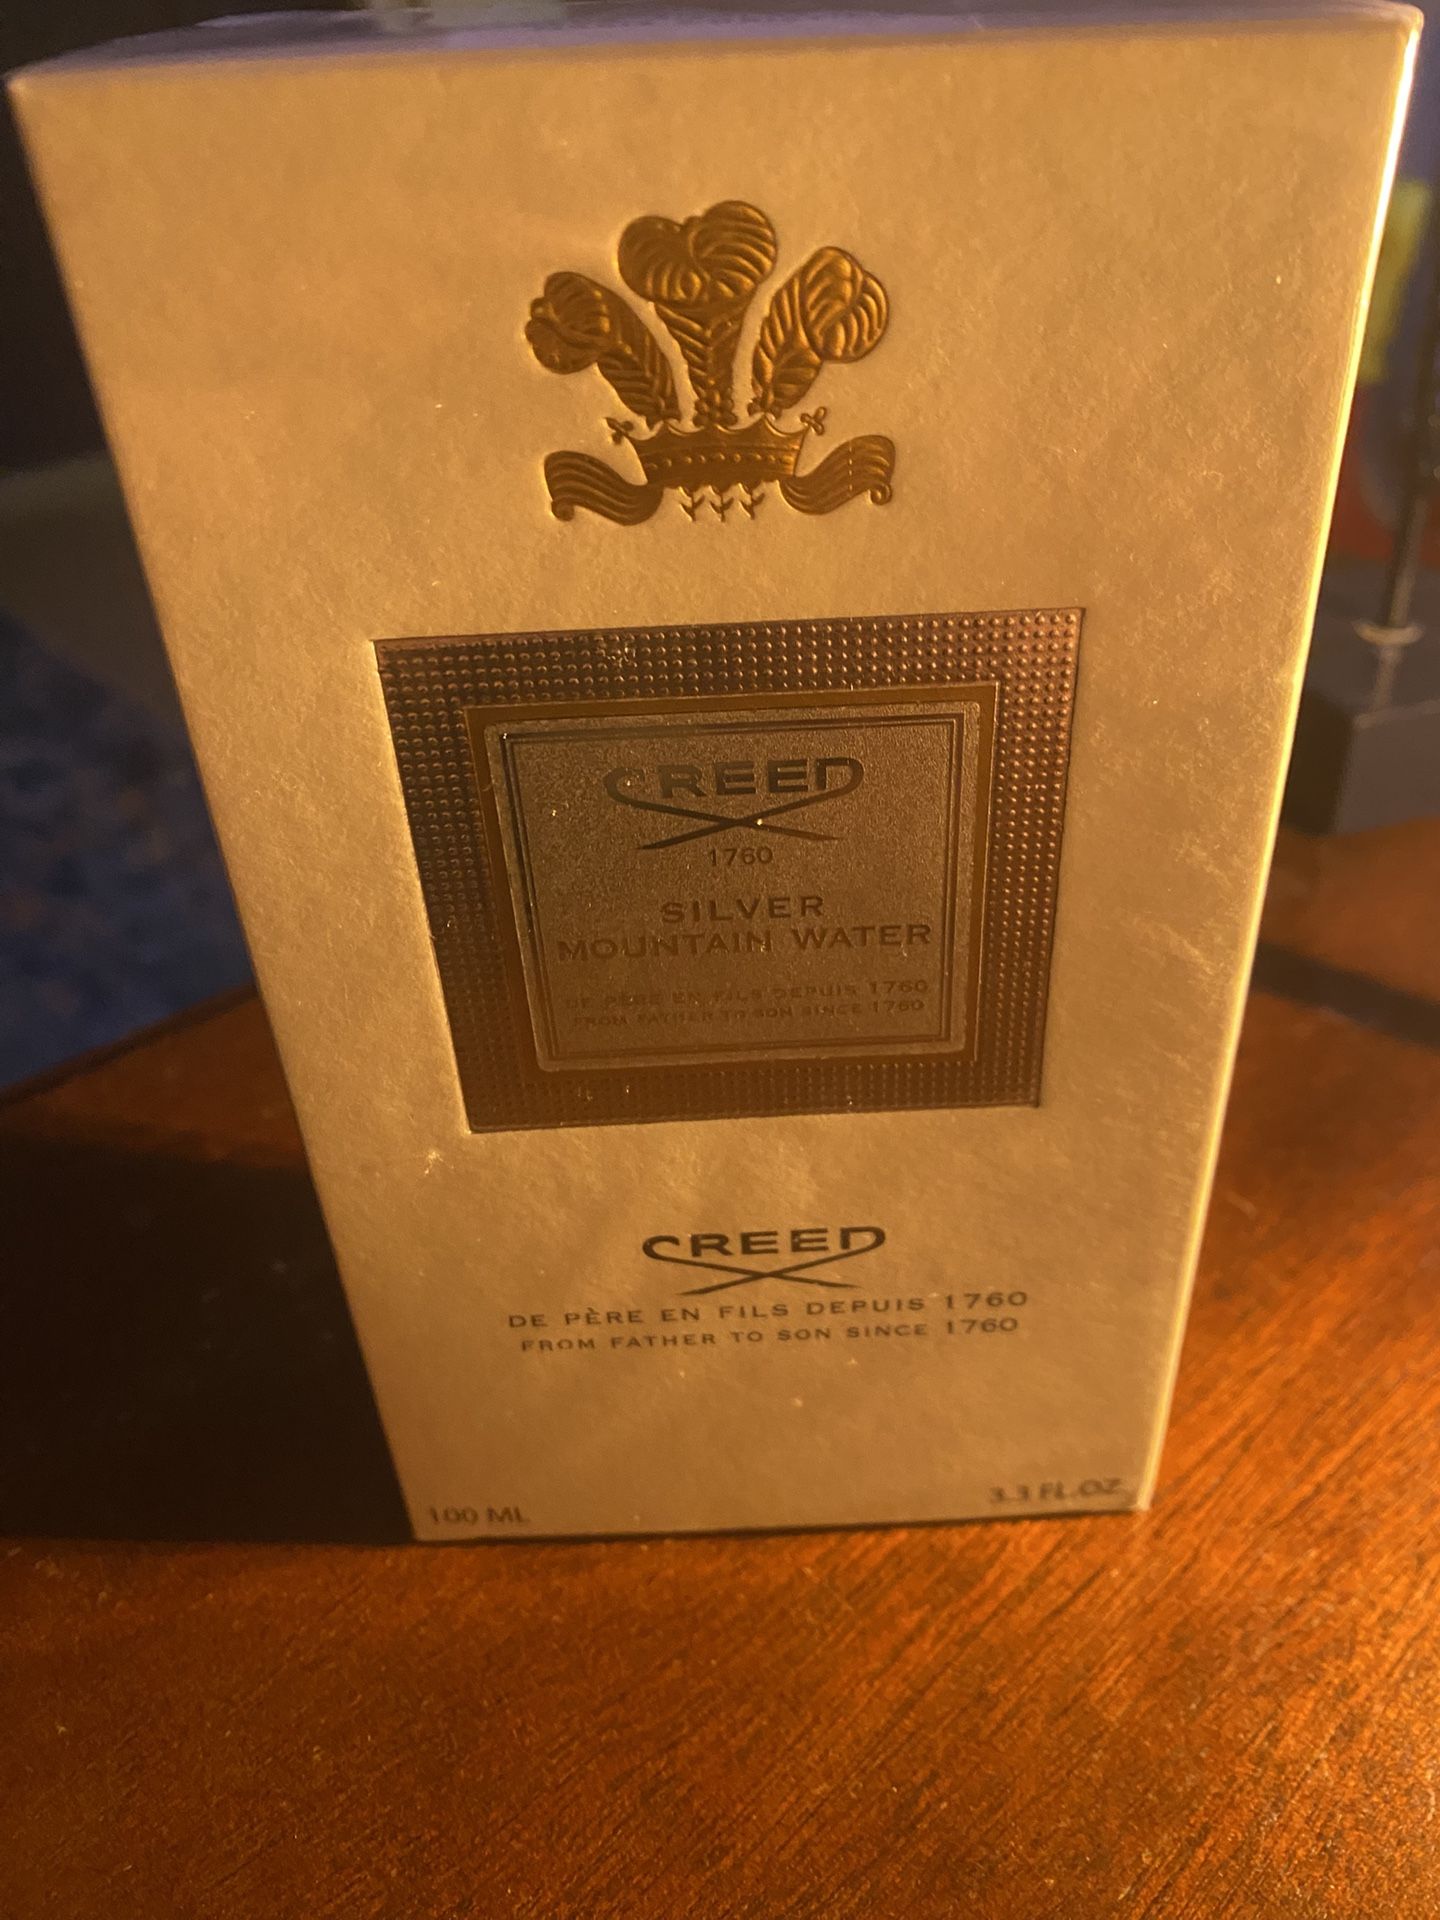 CREED
1760
SILVER
MOUNTAIN WATER
DE PÈRE EN FILS DEPUIS 1760
FROM FATHER TO SON SINCE 1760
CREED
DE PÈRE EN FILS DEPUIS 1760
FROM FATHER TO SON SINCE 1760
100 ML
3.3 FL.OZ.